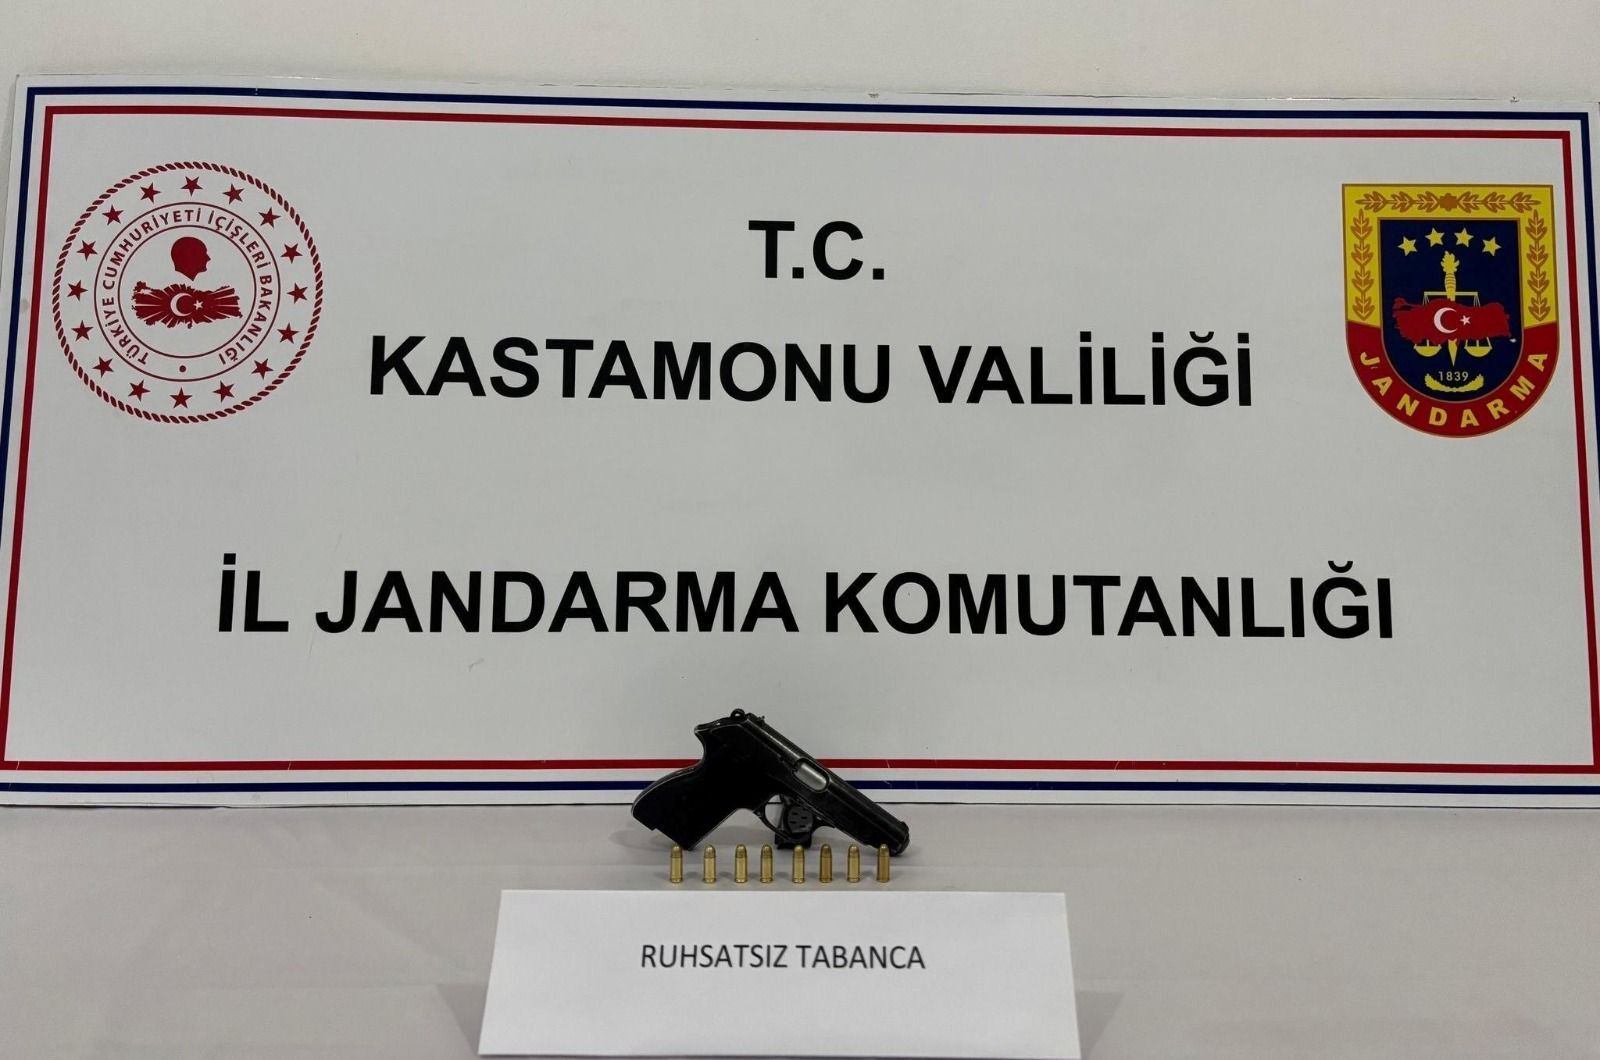 T.C.
KASTAMONU VALİLİĞİ
İL JANDARMA KOMUTANLIĞI
TÜRKİYE CUMHURİYETİ İÇİŞLERİ BAKANLIĞI
1839
JANDARMA
RUHSATSIZ TABANCA